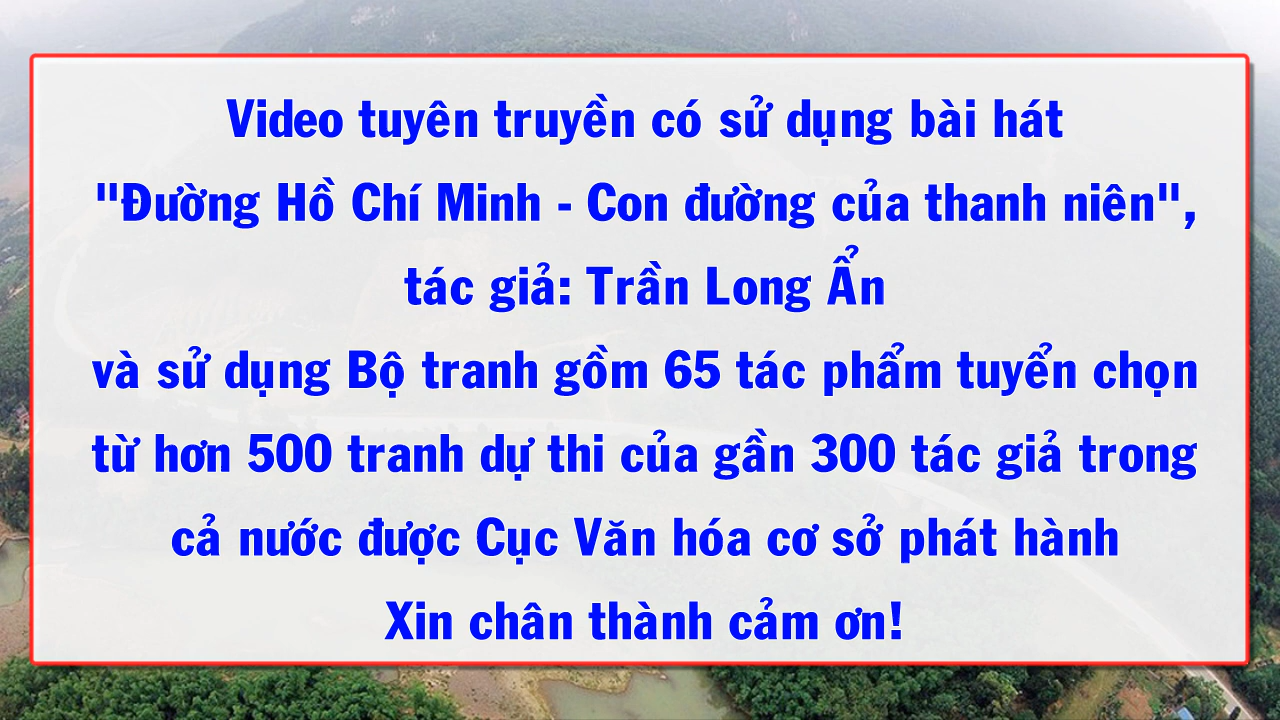 Video tuyên truyền có sử dụng bài hát
"Đường Hồ Chí Minh - Con đường của thanh niên",
tác giả: Trần Long Ẩn
và sử dụng Bộ tranh gồm 65 tác phẩm tuyển chọn
từ hơn 500 tranh dự thi của gần 300 tác giả trong
cả nước được Cục Văn hóa cơ sở phát hành
Xin chân thành cảm ơn!